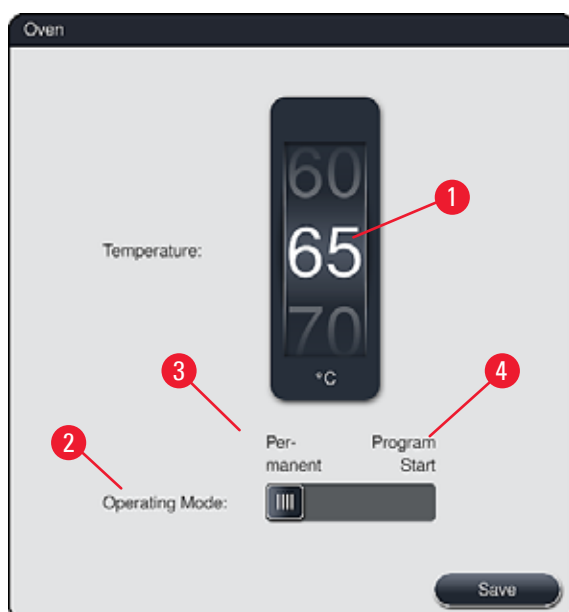 Oven
60
1
65
Temperature:
70
°C
3
4
Per-
manent
Program
Start
2
Operating Mode:
Save